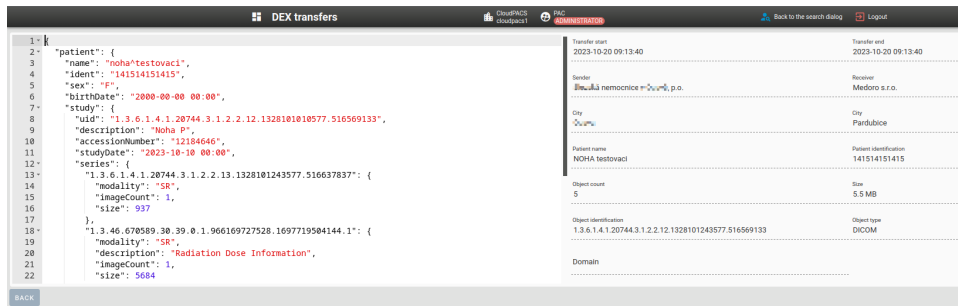 DEX transfers
CloudPACS
cloudpacs1
PAC
ADMINISTRATOR
Back to the search dialog
Logout
1 {
2 "patient": {
3 "name": "noha^testovaci",
4 "ident": "141514151415",
5 "sex": "F",
6 "birthDate": "2000-00-00 00:00",
7 "study": {
8 "uid": "1.3.6.1.4.1.20744.3.1.2.2.12.1328101010577.516569133",
9 "description": "Noha P",
10 "accessionNumber": "12184646",
11 "studyDate": "2023-10-10 00:00",
12 "series": {
13 "1.3.6.1.4.1.20744.3.1.2.2.13.1328101243577.516637837": {
14 "modality": "SR",
15 "imageCount": 1,
16 "size": 937
17 },
18 "1.3.46.670589.30.39.0.1.966169727528.1697719504144.1": {
19 "modality": "SR",
20 "description": "Radiation Dose Information",
21 "imageCount": 1,
22 "size": 5684
Transfer start
2023-10-20 09:13:40
Transfer end
2023-10-20 09:13:40
Sender
nemocnice p.o.
Receiver
Medoro s.r.o.
City
City
Pardubice
Patient name
NOHA testovaci
Patient identification
141514151415
Object count
5
Size
5.5 MB
Object identification
1.3.6.1.4.1.20744.3.1.2.2.12.1328101243577.516569133
Object type
DICOM
Domain
BACK